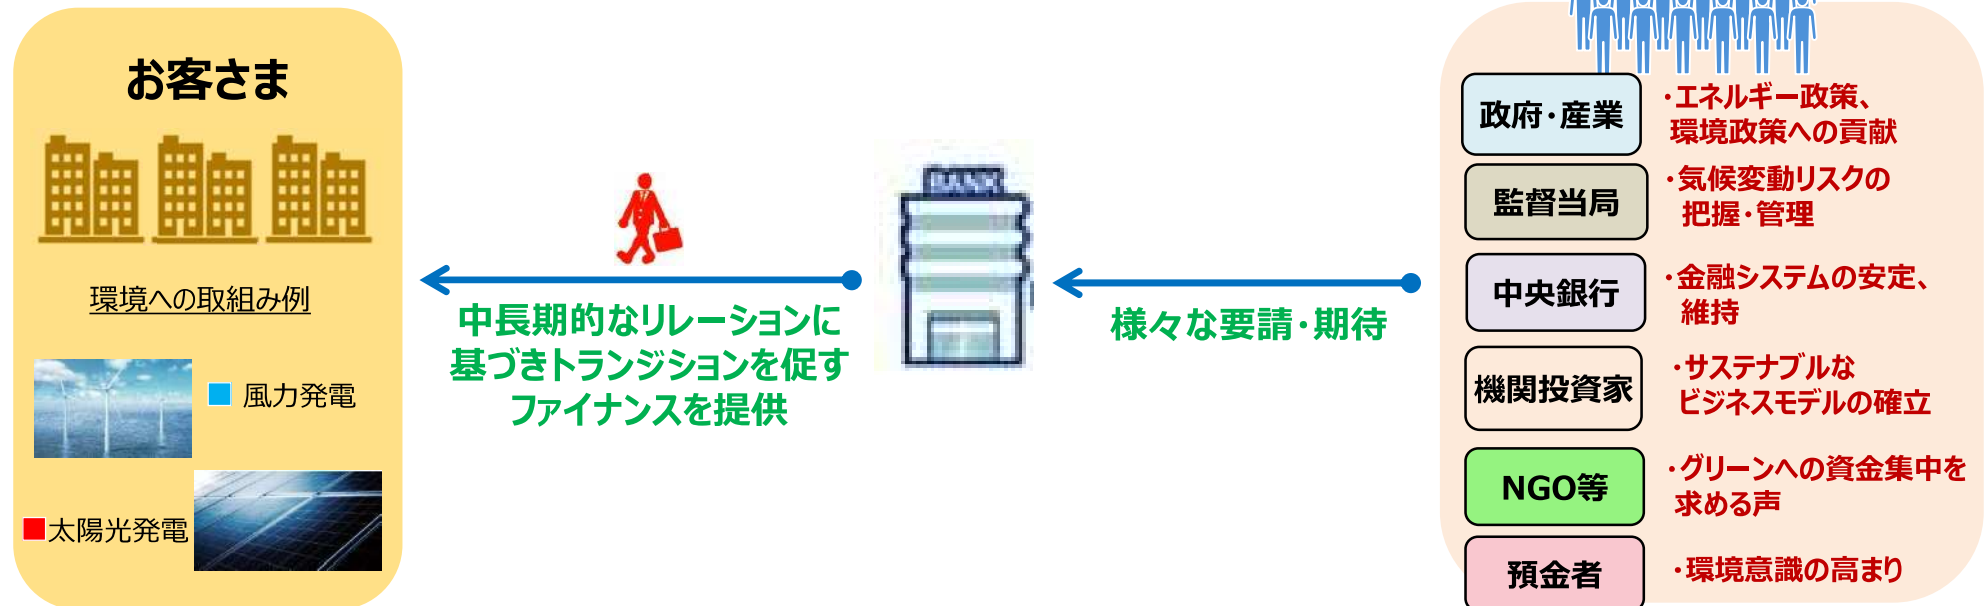 お客さま
環境への取組み例
■ 風力発電
■太陽光発電
中長期的なリレーションに
基づきトランジションを促す
ファイナンスを提供
BANK
様々な要請・期待
政府・産業
・エネルギー政策、
環境政策への貢献
監督当局
・気候変動リスクの
把握・管理
中央銀行
・金融システムの安定、
維持
機関投資家
・サステナブルな
ビジネスモデルの確立
NGO等
・グリーンへの資金集中を
求める声
預金者
・環境意識の高まり